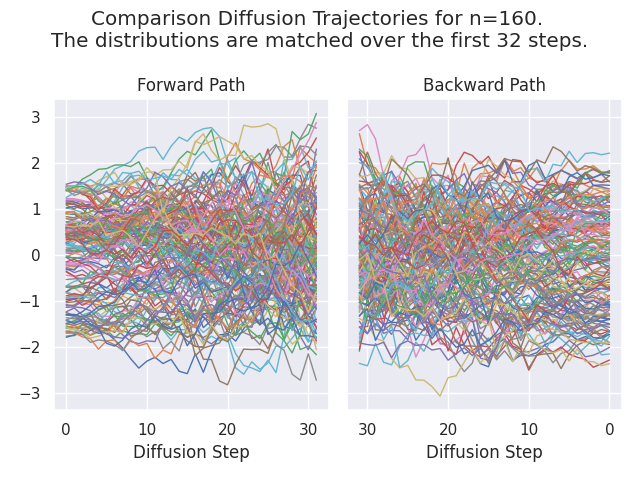 Comparison Diffusion Trajectories for n=160.
The distributions are matched over the first 32 steps.
Forward Path
Backward Path
3
2
1
0
−1
−2
−3
0 10 20 30
30 20 10 0
Diffusion Step
Diffusion Step